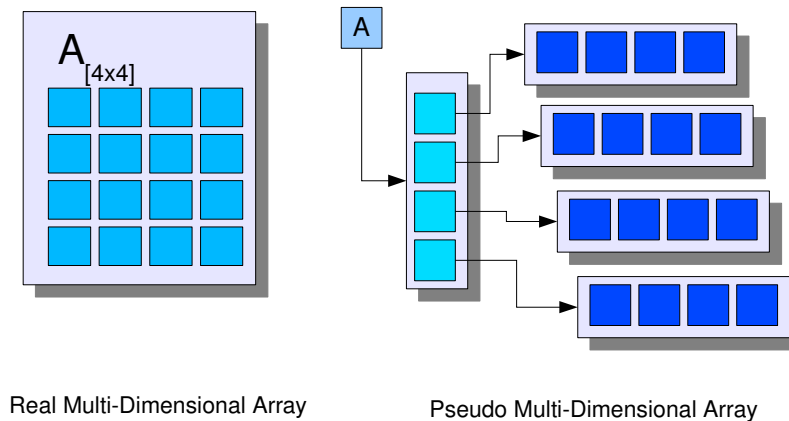 A
[4x4]
A
Real Multi-Dimensional Array
Pseudo Multi-Dimensional Array